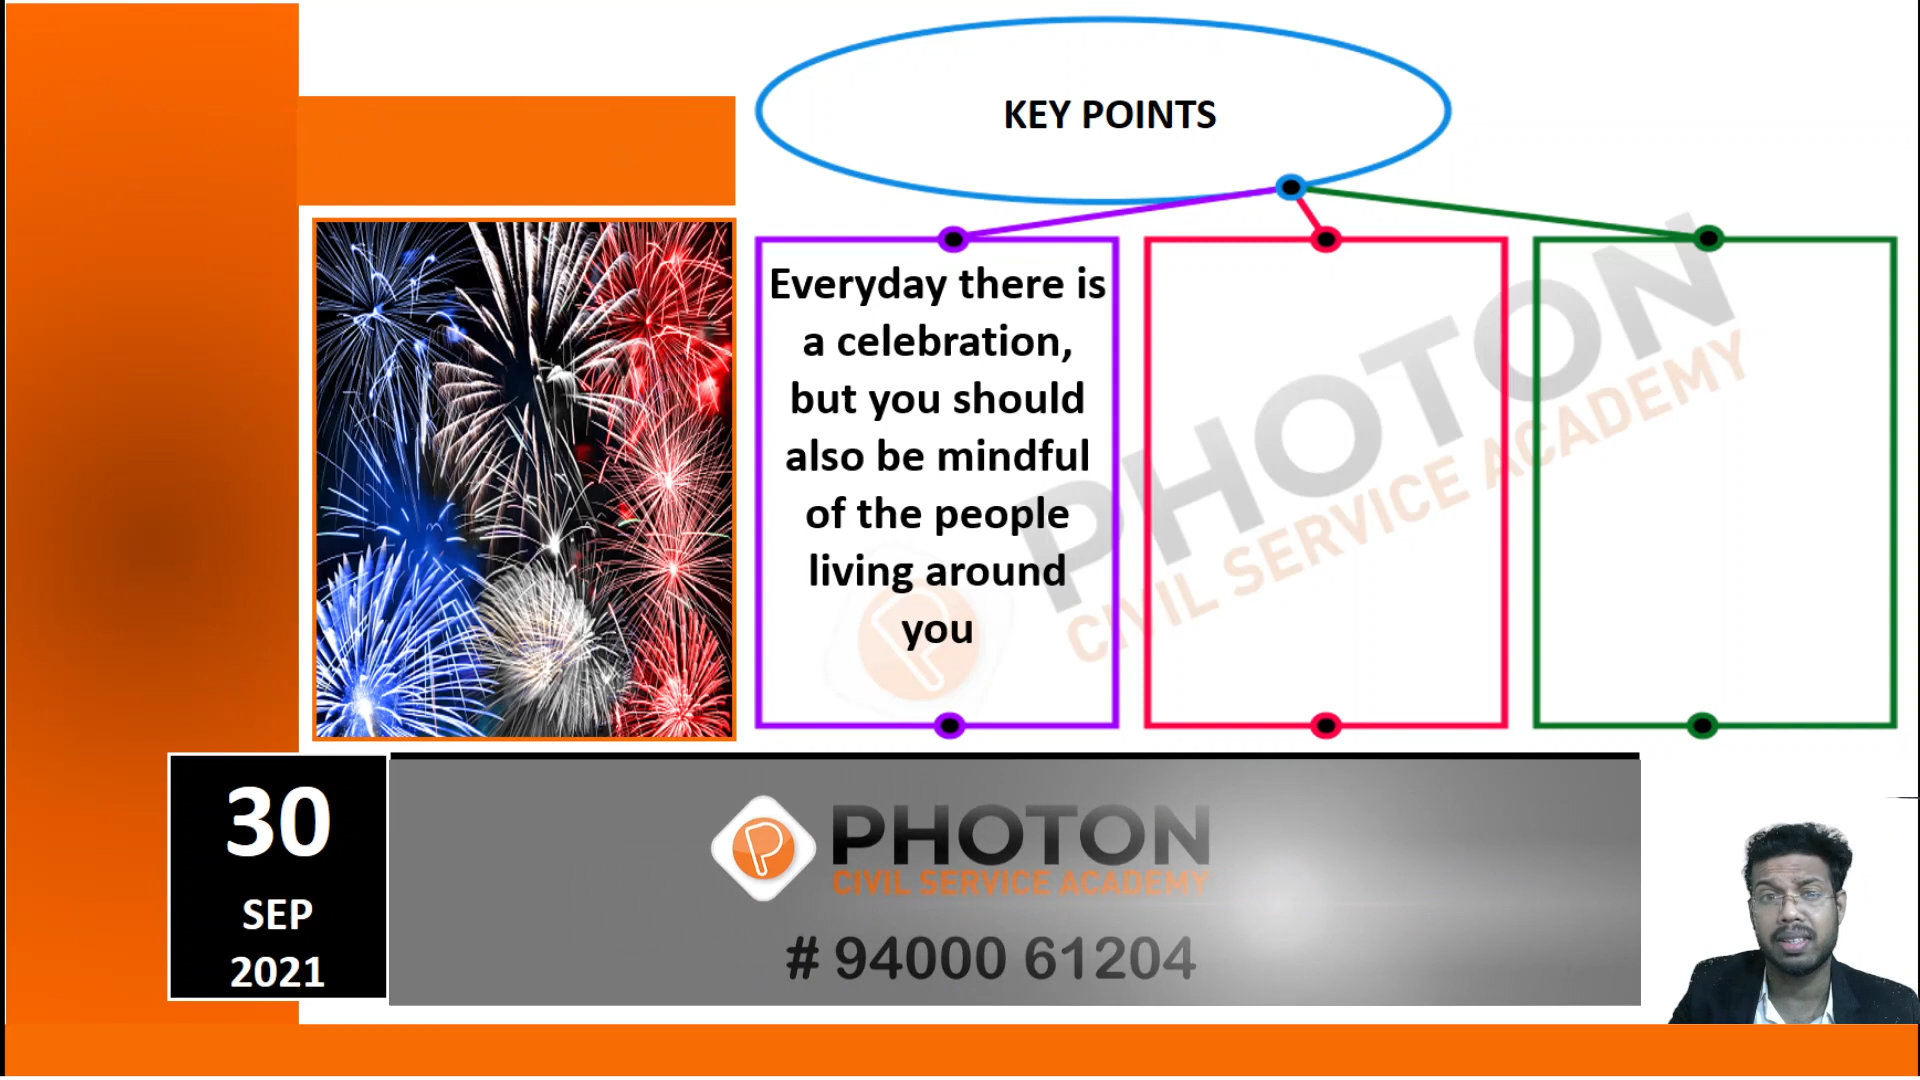 KEY POINTS
Everyday there is
a celebration,
but you should
also be mindful
of the people
living around
you
PHOTON
CIVIL SERVICE ACADEMY
30
SEP
2021
PHOTON
CIVIL SERVICE ACADEMY
# 94000 61204